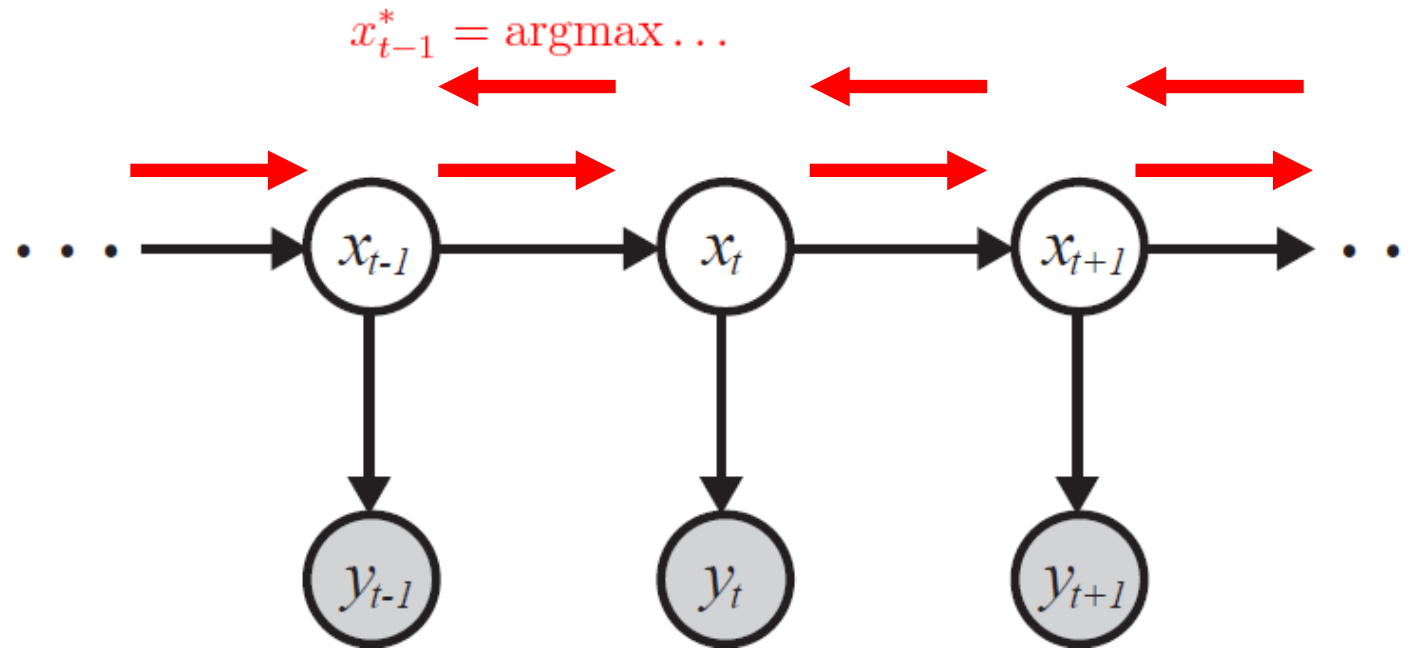 x*_{t-1} = argmax ...
. . . x_{t-1} x_t x_{t+1} . .
y_{t-1} y_t y_{t+1}